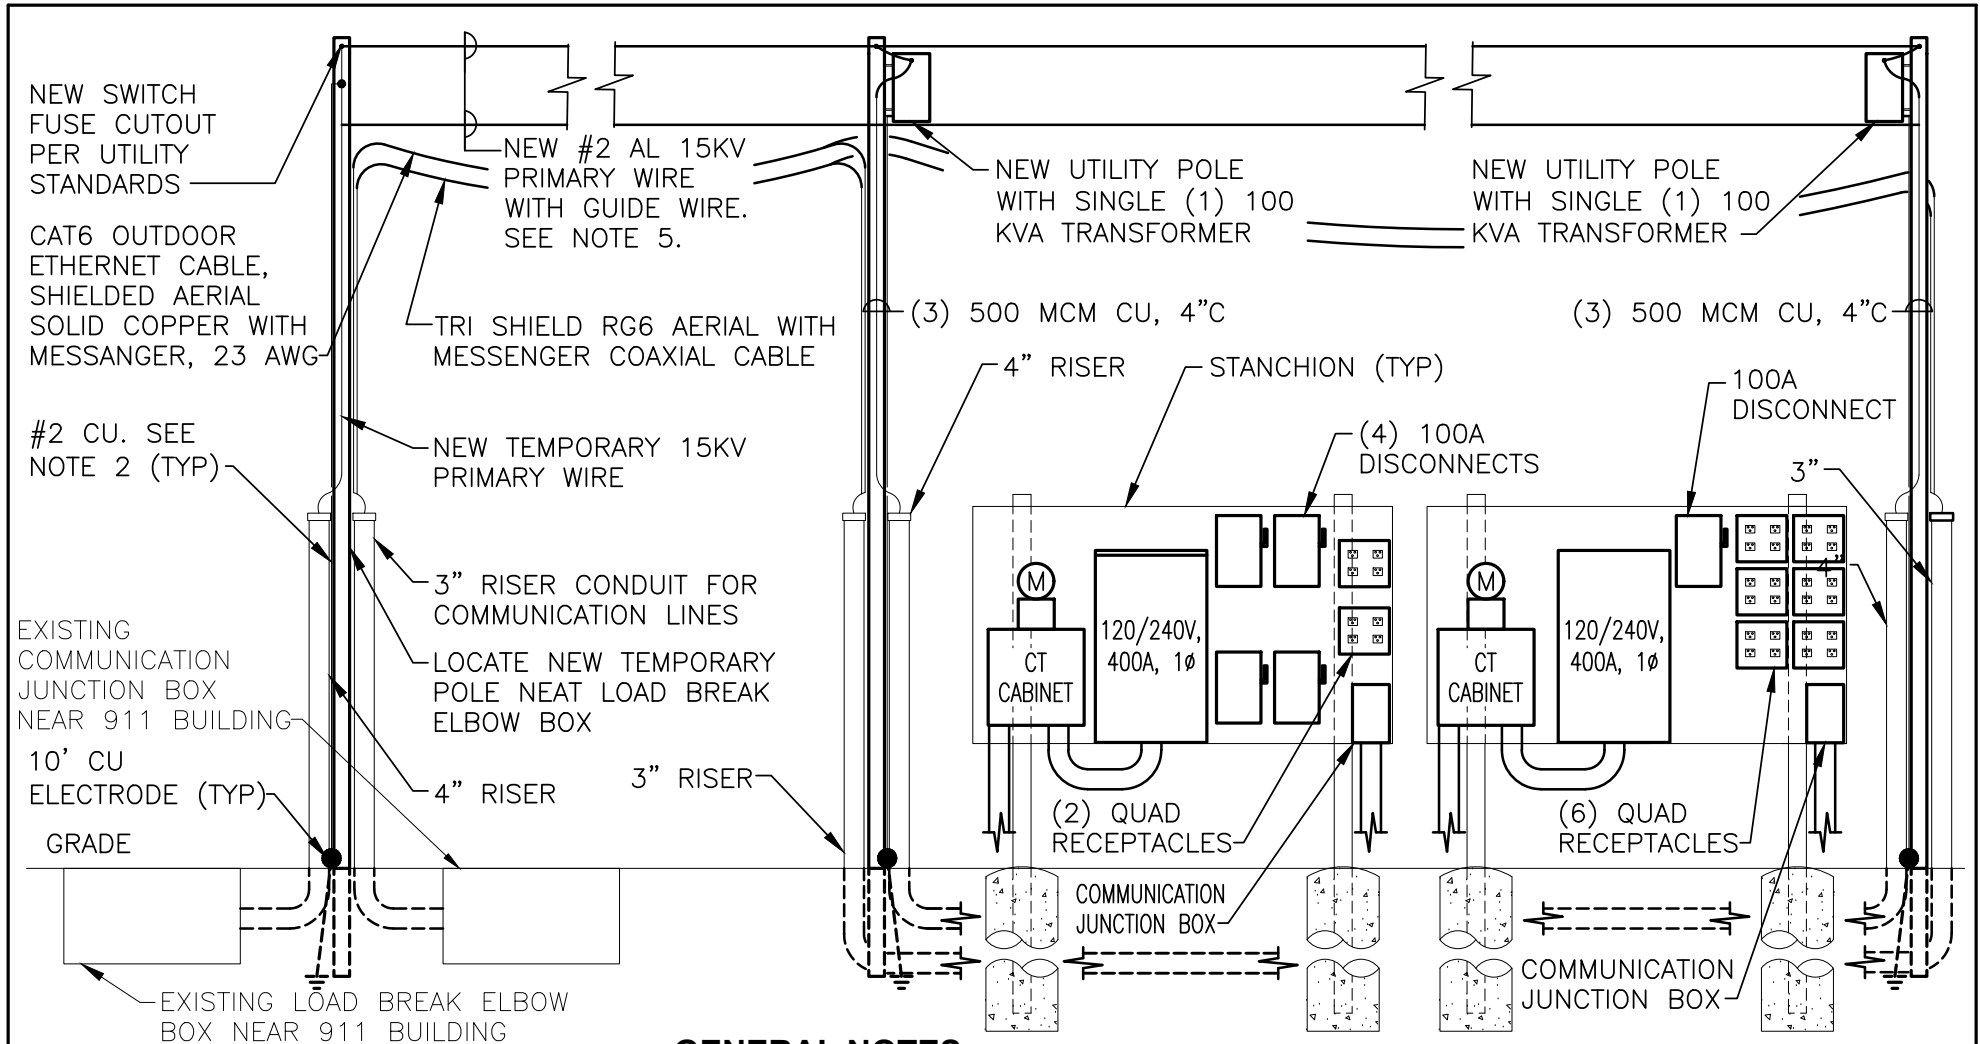 NEW SWITCH
FUSE CUTOUT
PER UTILITY
STANDARDS
CAT6 OUTDOOR
ETHERNET CABLE,
SHIELDED AERIAL
SOLID COPPER WITH
MESSANGER, 23 AWG
#2 CU. SEE
NOTE 2 (TYP)
EXISTING
COMMUNICATION
JUNCTION BOX
NEAR 911 BUILDING
10' CU
ELECTRODE (TYP)
GRADE
EXISTING LOAD BREAK ELBOW
BOX NEAR 911 BUILDING
NEW #2 AL 15KV
PRIMARY WIRE
WITH GUIDE WIRE.
SEE NOTE 5.
TRI SHIELD RG6 AERIAL WITH
MESSENGER COAXIAL CABLE
NEW TEMPORARY 15KV
PRIMARY WIRE
3" RISER CONDUIT FOR
COMMUNICATION LINES
LOCATE NEW TEMPORARY
POLE NEAT LOAD BREAK
ELBOW BOX
4" RISER
3" RISER
NEW UTILITY POLE
WITH SINGLE (1) 100
KVA TRANSFORMER
NEW UTILITY POLE
WITH SINGLE (1) 100
KVA TRANSFORMER
(3) 500 MCM CU, 4"C
(3) 500 MCM CU, 4"C
4" RISER
STANCHION (TYP)
(4) 100A
DISCONNECTS
100A
DISCONNECT
3"
4"
M
CT
CABINET
120/240V,
400A, 1ø
M
CT
CABINET
120/240V,
400A, 1ø
(2) QUAD
RECEPTACLES
(6) QUAD
RECEPTACLES
COMMUNICATION
JUNCTION BOX
COMMUNICATION
JUNCTION BOX
GENERAL NOTES